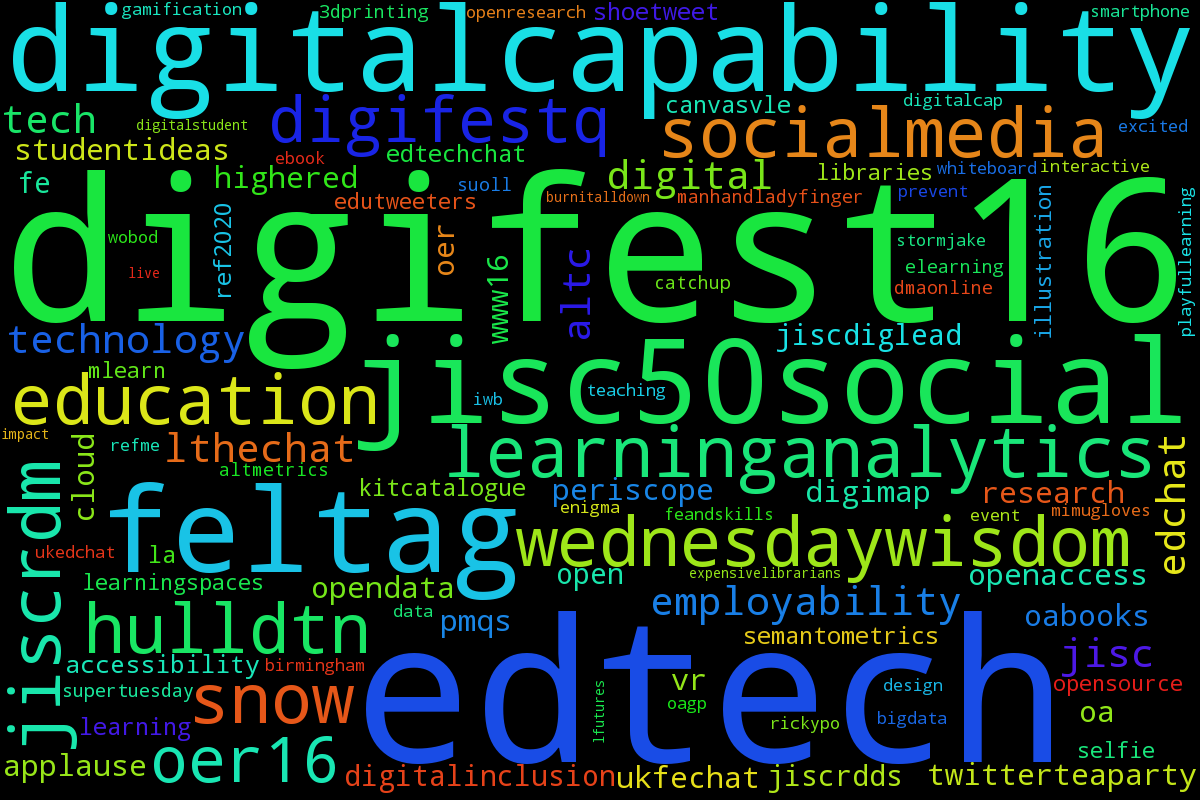 gamification
3dprinting
openresearch
shoetweet
smartphone
digitalcapability
tech
digitalstudent
digifestq
canvasvle
digitalcap
socialmedia
excited
studentideas
ebook
edtechchat
fe
highered
suoll
digital
libraries
whiteboard
interactive
edutweeters
burnitalldown
manhandladyfinger
prevent
digifest16
wobod
live
ref2020
oer
www16
altc
catchup
stormjake
elearning
dmaonline
illustration
playfullearning
technology
jiscdiglead
mlearn
jisc50social
education
iwb
teaching
impact
cloud
refme
lthechat
altmetrics
learninganalytics
edchat
jiscrdm
feltag
kitcatalogue
periscope
enigma
digimap
feandskills
research
event
mimugloves
wednesdaywisdom
ukedchat
la
learningspaces
opendata
open
expensivelibrarians
openaccess
hulldtn
data
pmqs
employability
oabooks
semantometrics
accessibility
birmingham
jisc
supertuesday
snow
edtech
vr
design
opensource
oagp
learning
lfutures
rickypo
bigdata
oa
applause
oer16
selfie
digitalinclusion
ukfechat
jiscrdds
twitterteaparty